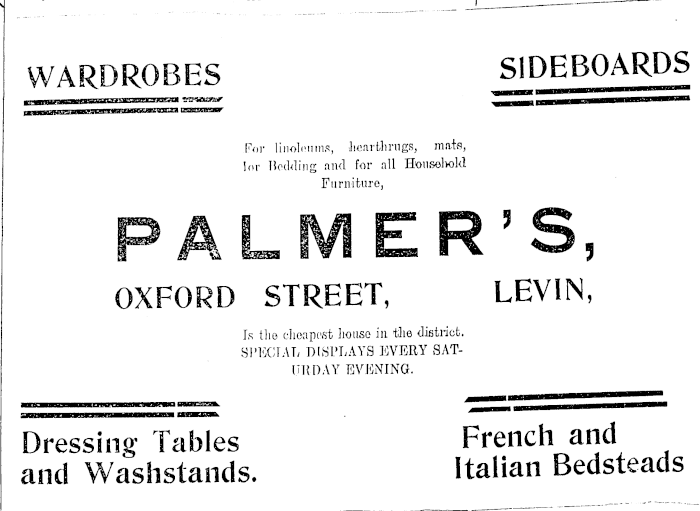 WARDROBES
SIDEBOARDS
For linoleums, hearthrugs, mats,
for Bedding and for all Household
Furniture,
PALMER'S,
OXFORD STREET, LEVIN,
Is the cheapest house in the district.
SPECIAL DISPLAYS EVERY SAT-
URDAY EVENING.
Dressing Tables
and Washstands.
French and
Italian Bedsteads